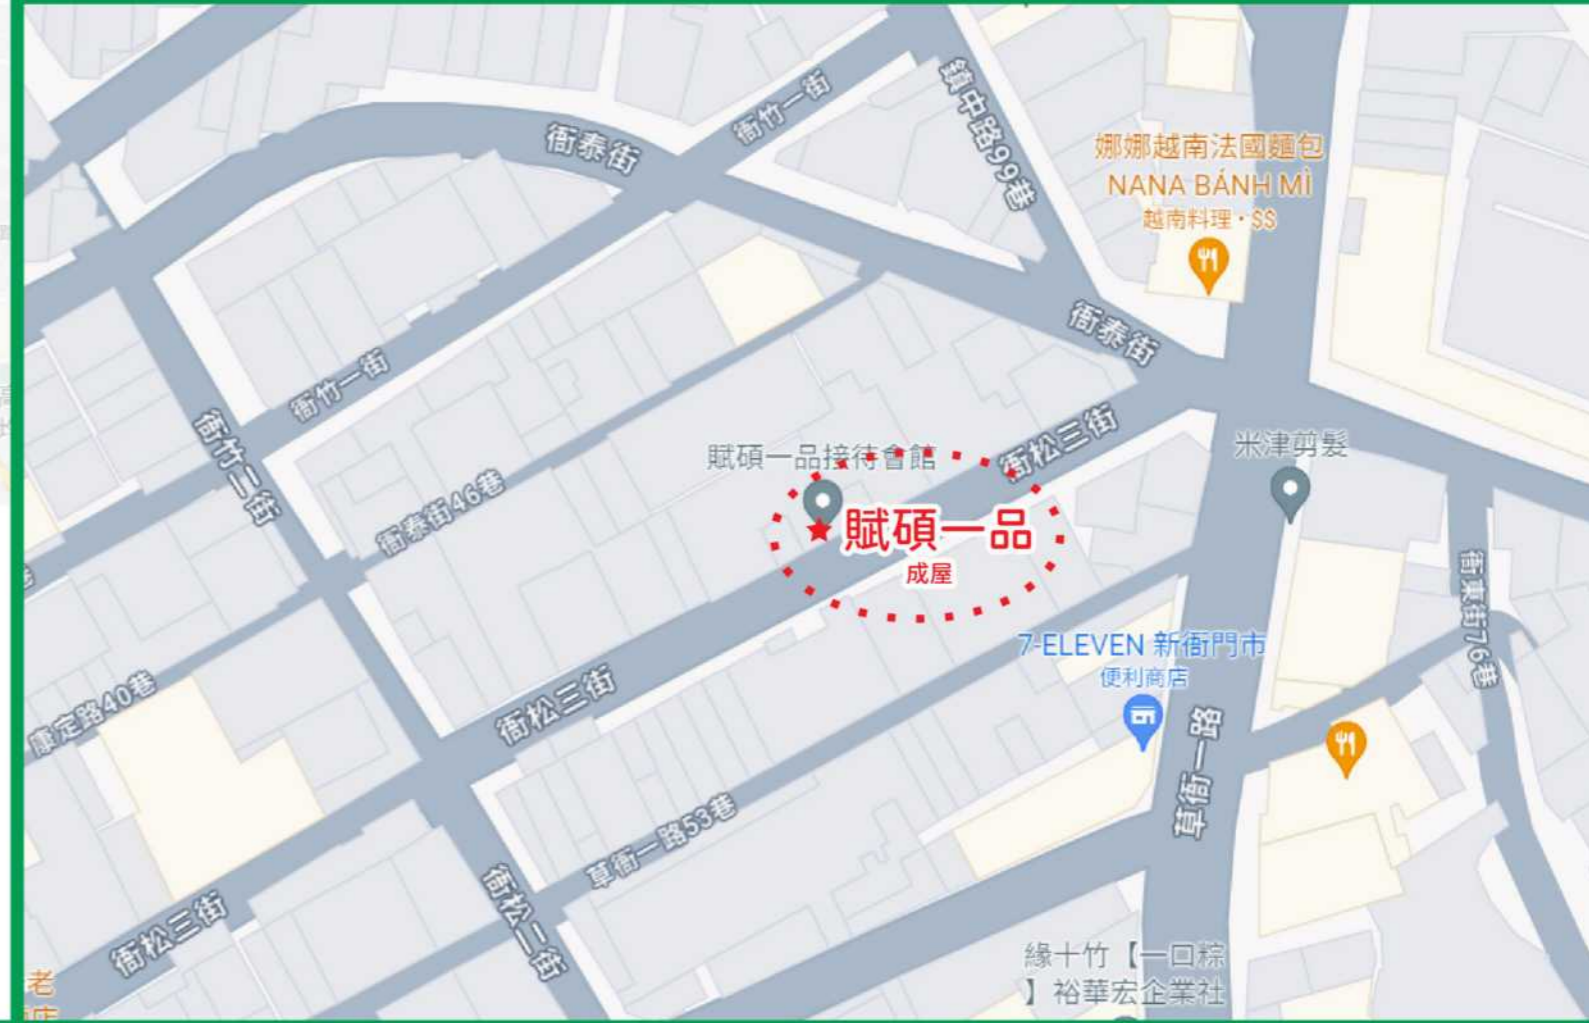 衙竹一街
衙泰街
鎮中路99巷
娜娜越南法國麵包
NANA BÁNH MÌ
越南料理·$$
衙泰街
衙竹一街
衙竹二街
衙松三街
米津剪髮
賦碩一品接待會館
衙泰街46巷
賦碩一品
成屋
衙東街76巷
7-ELEVEN 新衙門市
便利商店
康定路40巷
衙松三街
草衙一路
草衙一路53巷
衙松三街
衙松二街
緣十竹【一口粽
】裕華宏企業社
老
店